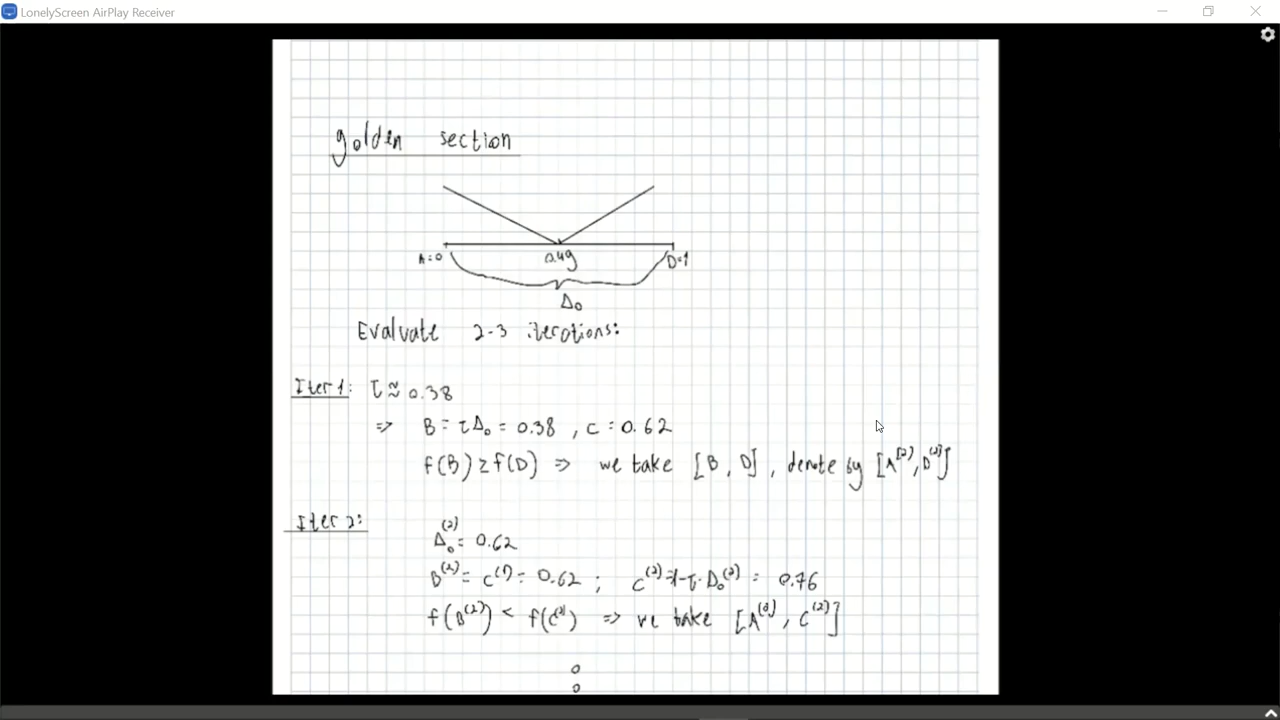 LonelyScreen AirPlay Receiver
golden section
A=0 0.49 D=1
Δ₀
Evaluate 2-3 iterations:
Iter 1: τ ≈ 0.38
=> B = τΔ₀ = 0.38 , C = 0.62
f(B) ≥ f(D) => we take [B, D], denote by [A⁽²⁾, D⁽²⁾]
Iter 2:
Δ₀⁽²⁾ = 0.62
B⁽²⁾ = C⁽¹⁾ = 0.62 ; C⁽²⁾ = 1-τ·D₀⁽²⁾ = 0.76
f(B⁽²⁾) < f(C⁽²⁾) => we take [A⁽²⁾, C⁽²⁾]